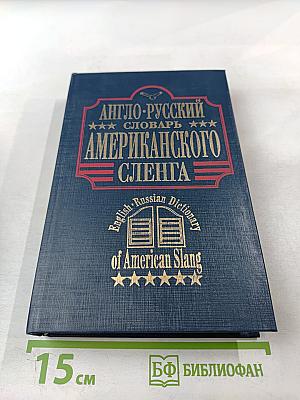 АНГЛО-РУССКИЙ
СЛОВАРЬ
АМЕРИКАНСКОГО
СЛЕНГА
English-Russian Dictionary
of American Slang
15 см
БФ БИБЛИОФАН